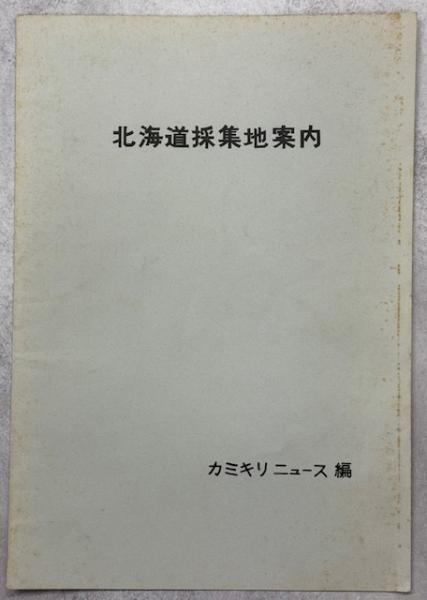 北海道採集地案内
カミキリニュース 編